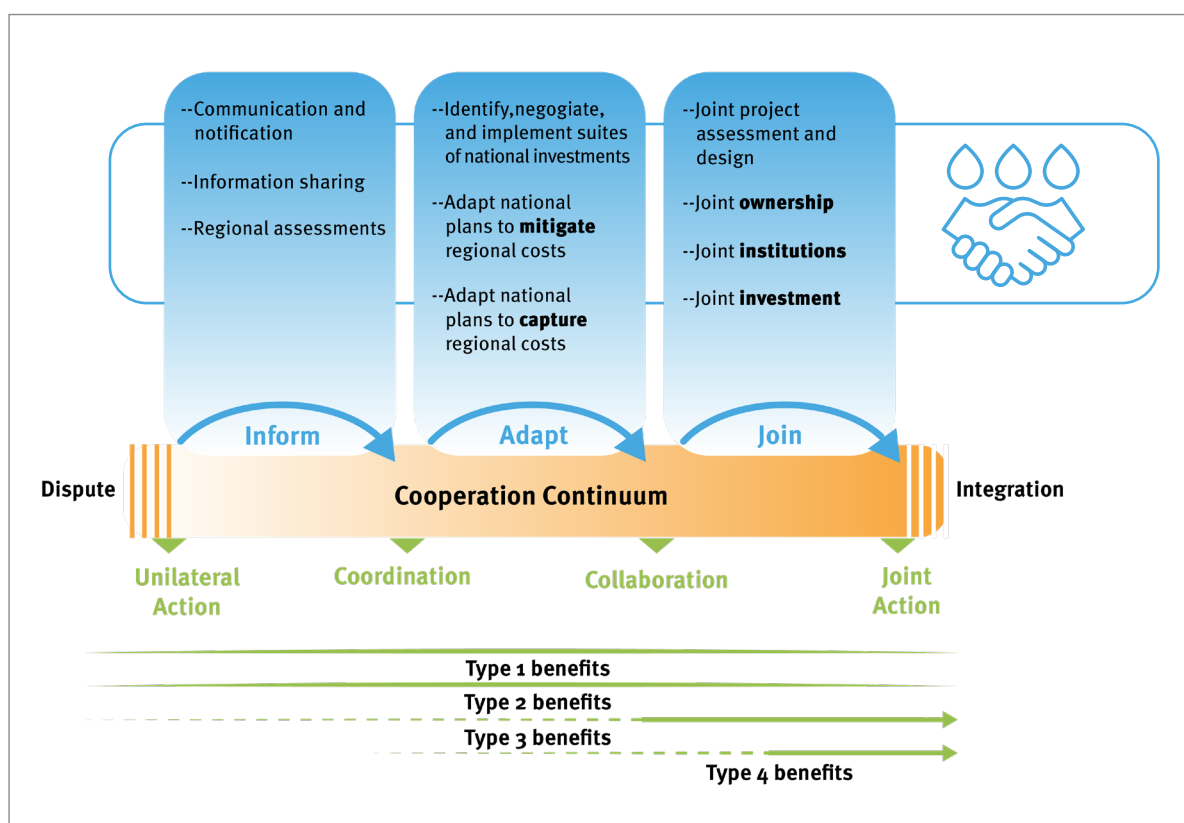 --Communication and
notification
--Information sharing
--Regional assessments
--Identify,negogiate,
and implement suites
of national investments
--Adapt national
plans to mitigate
regional costs
--Adapt national
plans to capture
regional costs
--Joint project
assessment and
design
--Joint ownership
--Joint institutions
--Joint investment
Inform
Adapt
Join
Dispute
Cooperation Continuum
Integration
Unilateral
Action
Coordination
Collaboration
Joint
Action
Type 1 benefits
Type 2 benefits
Type 3 benefits
Type 4 benefits